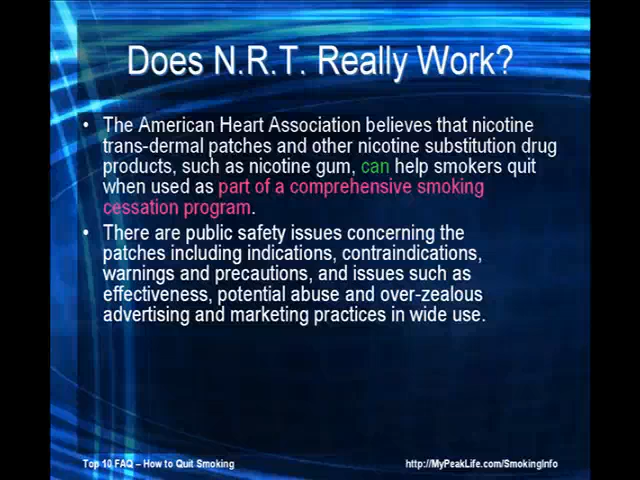 Does N.R.T. Really Work?
• The American Heart Association believes that nicotine
trans-dermal patches and other nicotine substitution drug
products, such as nicotine gum, can help smokers quit
when used as part of a comprehensive smoking
cessation program.
• There are public safety issues concerning the
patches including indications, contraindications,
warnings and precautions, and issues such as
effectiveness, potential abuse and over-zealous
advertising and marketing practices in wide use.
Top 10 FAQ – How to Quit Smoking
http://MyPeakLife.com/SmokingInfo